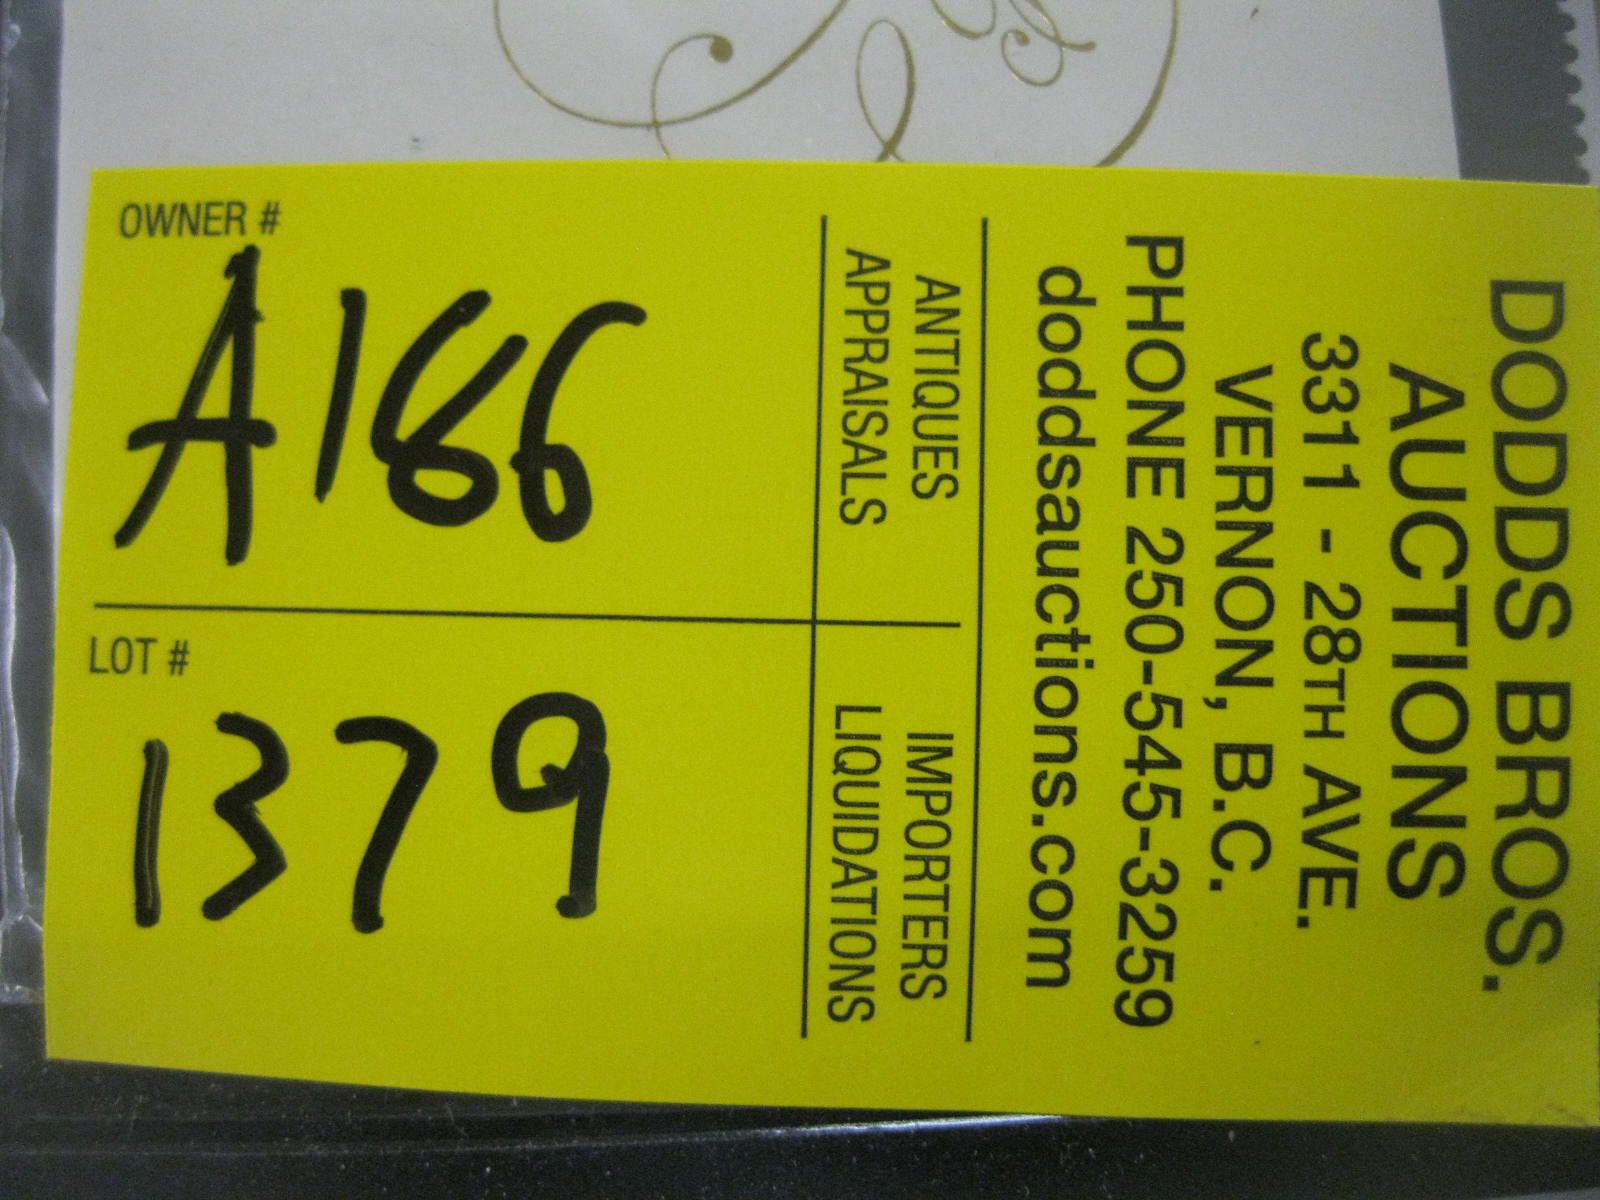 DODDS BROS.
AUCTIONS
3311 - 28TH AVE.
VERNON, B.C.
PHONE 250-545-3259
doddsauctions.com
ANTIQUES
APPRAISALS
IMPORTERS
LIQUIDATIONS
OWNER #
A186
LOT #
1379